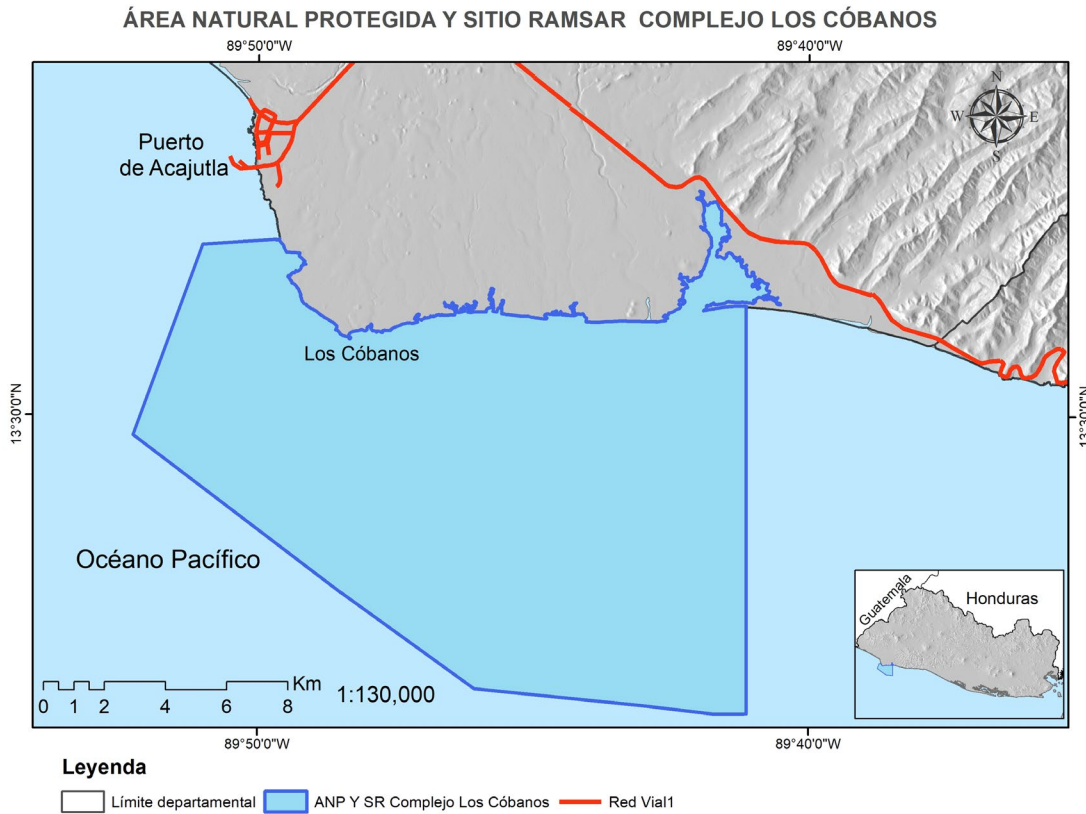 ÁREA NATURAL PROTEGIDA Y SITIO RAMSAR COMPLEJO LOS CÓBANOS
89°50'0"W
89°40'0"W
N
W
E
S
Puerto
de Acajutla
Los Cóbanos
13°30'0"N
13°30'0"N
Océano Pacífico
Guatemala
Honduras
Km
0 1 2 4 6 8
1:130,000
89°50'0"W
89°40'0"W
Leyenda
Límite departamental
ANP Y SR Complejo Los Cóbanos
Red Vial1